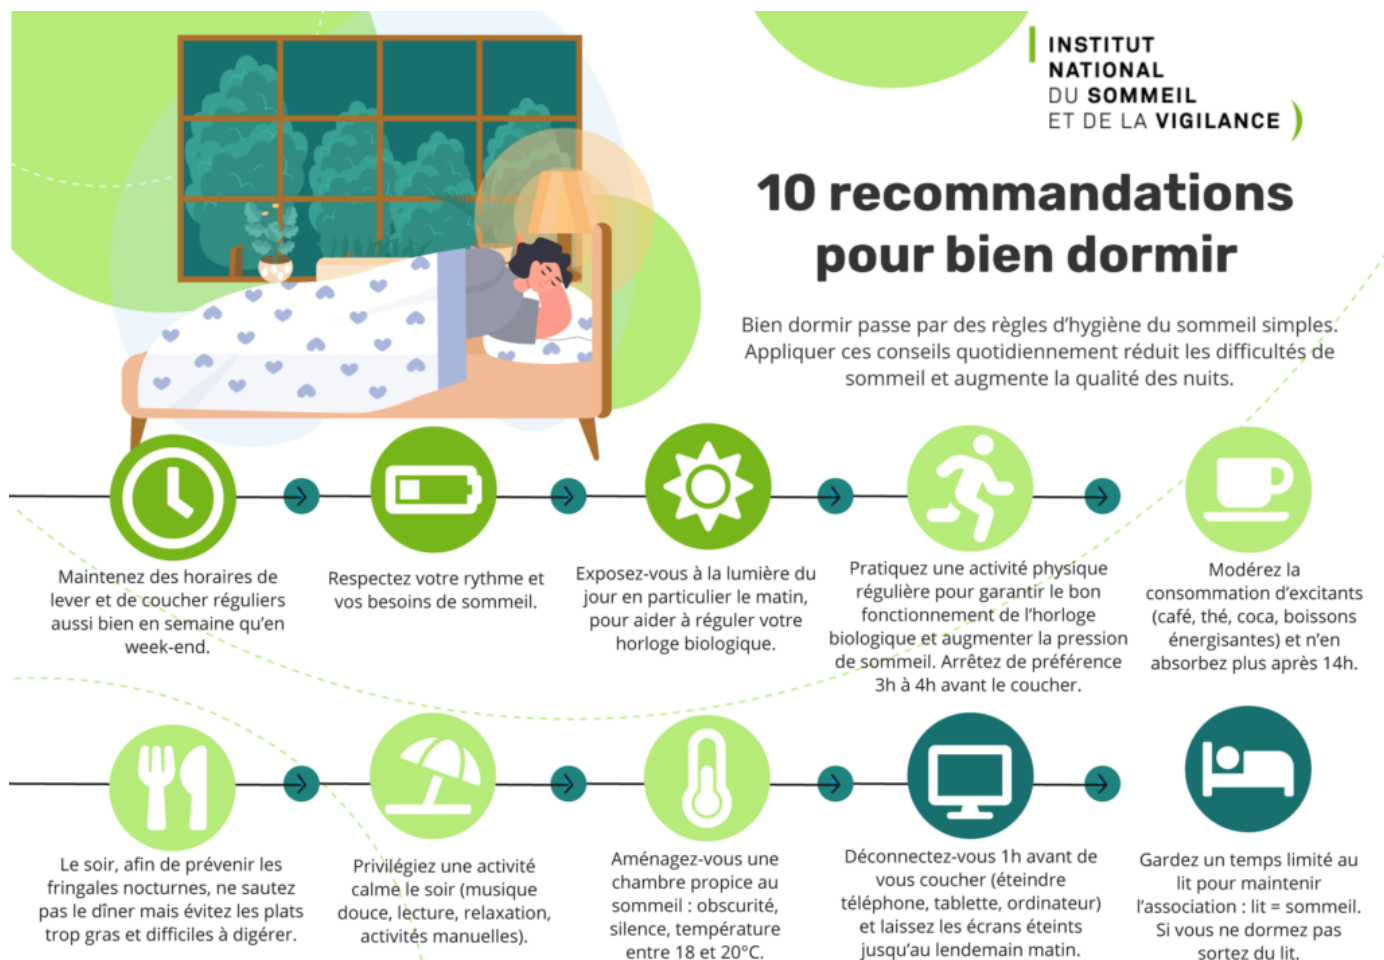 INSTITUT
NATIONAL
DU SOMMEIL
ET DE LA VIGILANCE
10 recommandations
pour bien dormir
Bien dormir passe par des règles d'hygiène du sommeil simples.
Appliquer ces conseils quotidiennement réduit les difficultés de
sommeil et augmente la qualité des nuits.
Maintenez des horaires de
lever et de coucher réguliers
aussi bien en semaine qu'en
week-end.
Respectez votre rythme et
vos besoins de sommeil.
Exposez-vous à la lumière du
jour en particulier le matin,
pour aider à réguler votre
horloge biologique.
Pratiquez une activité physique
régulière pour garantir le bon
fonctionnement de l'horloge
biologique et augmenter la pression
de sommeil. Arrêtez de préférence
3h à 4h avant le coucher.
Modérez la
consommation d'excitants
(café, thé, coca, boissons
énergisantes) et n'en
absorbez plus après 14h.
Le soir, afin de prévenir les
fringales nocturnes, ne sautez
pas le dîner mais évitez les plats
trop gras et difficiles à digérer.
Privilégiez une activité
calme le soir (musique
douce, lecture, relaxation,
activités manuelles).
Aménagez-vous une
chambre propice au
sommeil : obscurité,
silence, température
entre 18 et 20°C.
Déconnectez-vous 1h avant de
vous coucher (éteindre
téléphone, tablette, ordinateur)
et laissez les écrans éteints
jusqu'au lendemain matin.
Gardez un temps limité au
lit pour maintenir
l'association : lit = sommeil.
Si vous ne dormez pas
sortez du lit.